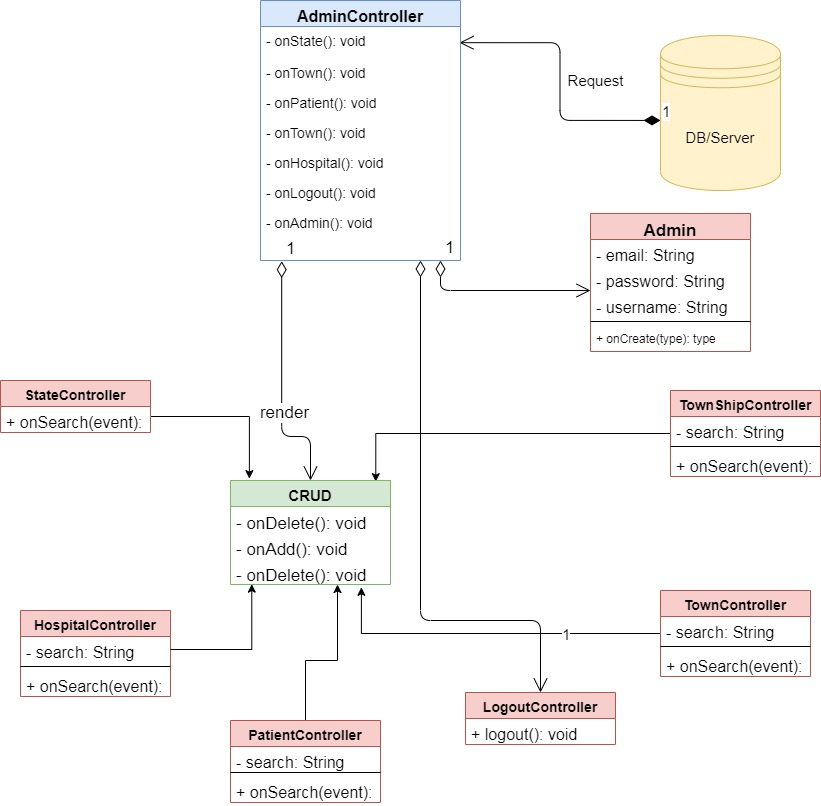 AdminController
- onState(): void
- onTown(): void
- onPatient(): void
- onTown(): void
- onHospital(): void
- onLogout(): void
- onAdmin(): void
1
1
Request
1
DB/Server
Admin
- email: String
- password: String
- username: String
+ onCreate(type): type
render
StateController
+ onSearch(event):
TownShipController
- search: String
+ onSearch(event):
CRUD
- onDelete(): void
- onAdd(): void
- onDelete(): void
HospitalController
- search: String
+ onSearch(event):
1
TownController
- search: String
+ onSearch(event):
LogoutController
+ logout(): void
PatientController
- search: String
+ onSearch(event):